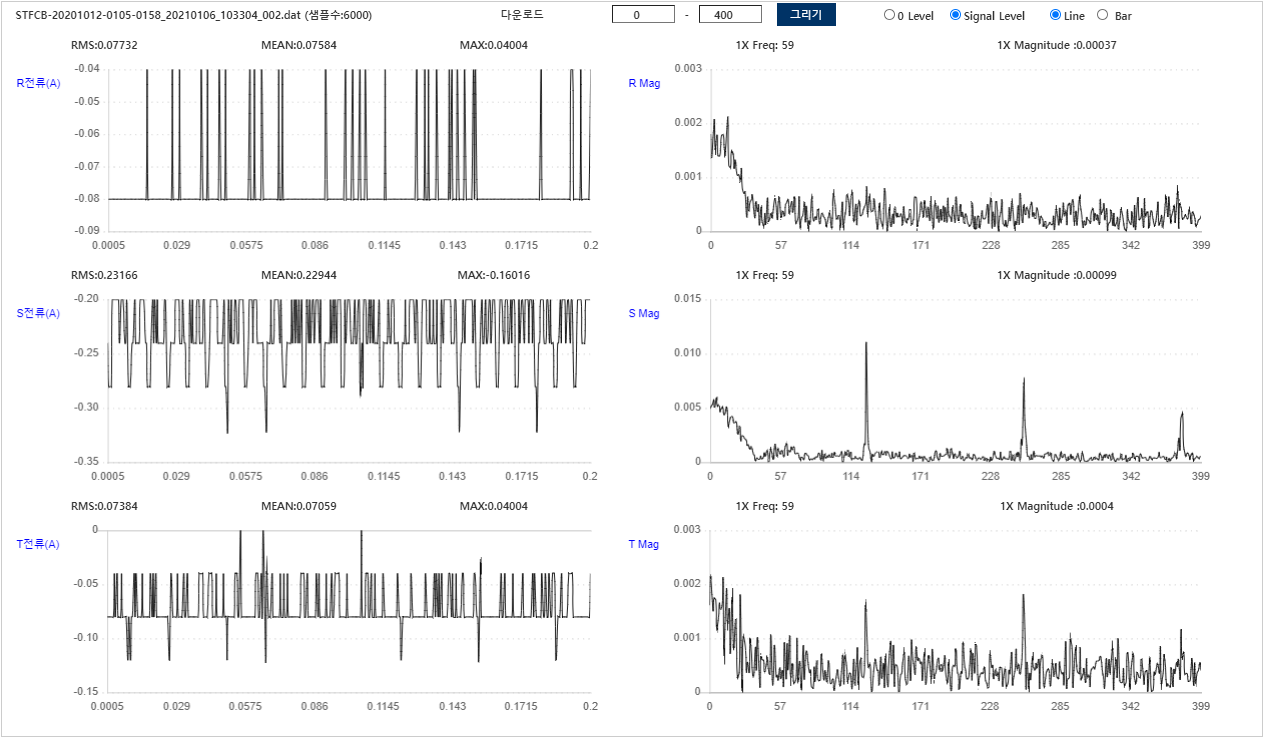 STFCB-20201012-0105-0158_20210106_103304_002.dat (샘플수:6000) 다운로드 0 - 400 그리기 0 Level Signal Level Line Bar
RMS:0.07732 MEAN:0.07584 MAX:0.04004 1X Freq: 59 1X Magnitude :0.00037
R전류(A)
-0.04
-0.05
-0.06
-0.07
-0.08
-0.09
0.0005 0.029 0.0575 0.086 0.1145 0.143 0.1715 0.2
R Mag
0.003
0.002
0.001
0
0 57 114 171 228 285 342 399
RMS:0.23166 MEAN:0.22944 MAX:-0.16016 1X Freq: 59 1X Magnitude :0.00099
S전류(A)
-0.20
-0.25
-0.30
-0.35
0.0005 0.029 0.0575 0.086 0.1145 0.143 0.1715 0.2
S Mag
0.015
0.010
0.005
0
0 57 114 171 228 285 342 399
RMS:0.07384 MEAN:0.07059 MAX:0.04004 1X Freq: 59 1X Magnitude :0.0004
T전류(A)
0
-0.05
-0.10
-0.15
0.0005 0.029 0.0575 0.086 0.1145 0.143 0.1715 0.2
T Mag
0.003
0.002
0.001
0
0 57 114 171 228 285 342 399